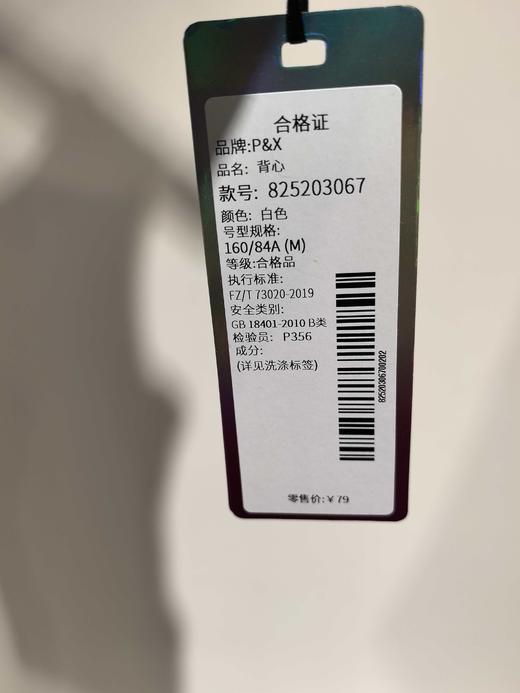 合格证
品牌:P&X
品名: 背心
款号: 825203067
颜色: 白色
号型规格:
160/84A (M)
等级:合格品
执行标准:
FZ/T 73020-2019
安全类别:
GB 18401-2010 B类
检验员: P356
成分:
(详见洗涤标签)
82520306700202
零售价:￥79